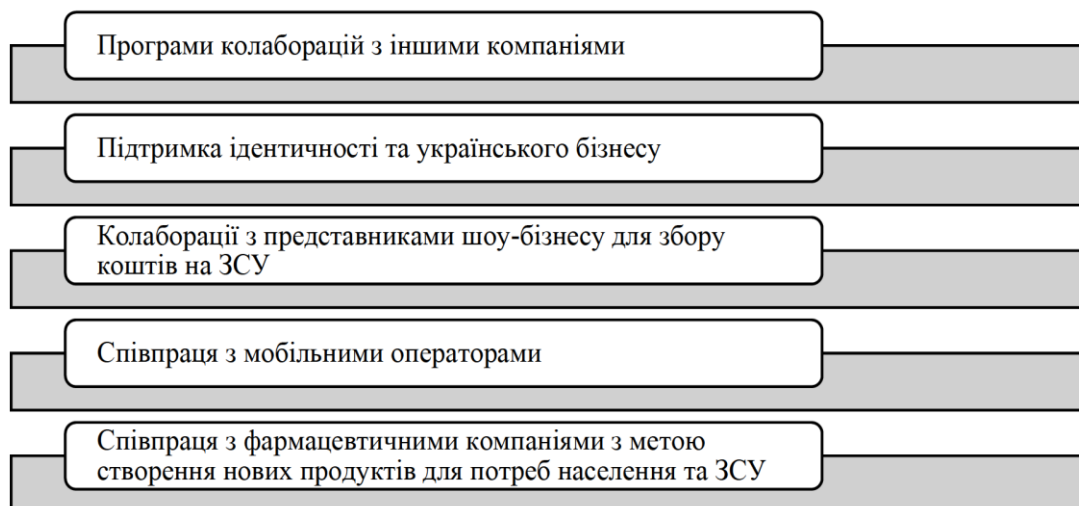 Програми колаборацій з іншими компаніями
Підтримка ідентичності та українського бізнесу
Колаборації з представниками шоу-бізнесу для збору
коштів на ЗСУ
Співпраця з мобільними операторами
Співпраця з фармацевтичними компаніями з метою
створення нових продуктів для потреб населення та ЗСУ